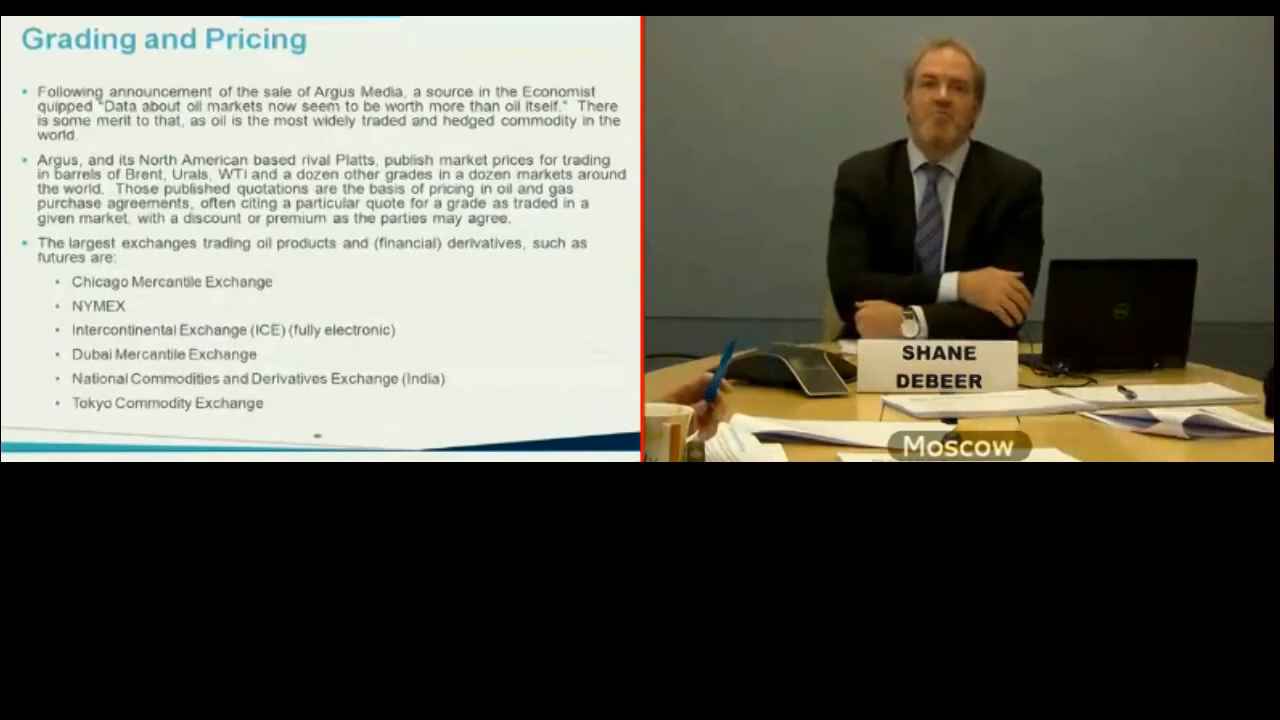 Grading and Pricing
Following announcement of the sale of Argus Media, a source in the Economist
quipped "Data about oil markets now seem to be worth more than oil itself." There
is some merit to that, as oil is the most widely traded and hedged commodity in the
world.
Argus, and its North American based rival Platts, publish market prices for trading
in barrels of Brent, Urals, WTI and a dozen other grades in a dozen markets around
the world. Those published quotations are the basis of pricing in oil and gas
purchase agreements, often citing a particular quote for a grade as traded in a
given market, with a discount or premium as the parties may agree.
The largest exchanges trading oil products and (financial) derivatives, such as
futures are:
Chicago Mercantile Exchange
NYMEX
Intercontinental Exchange (ICE) (fully electronic)
Dubai Mercantile Exchange
National Commodities and Derivatives Exchange (India)
Tokyo Commodity Exchange
SHANE
DEBEER
Moscow